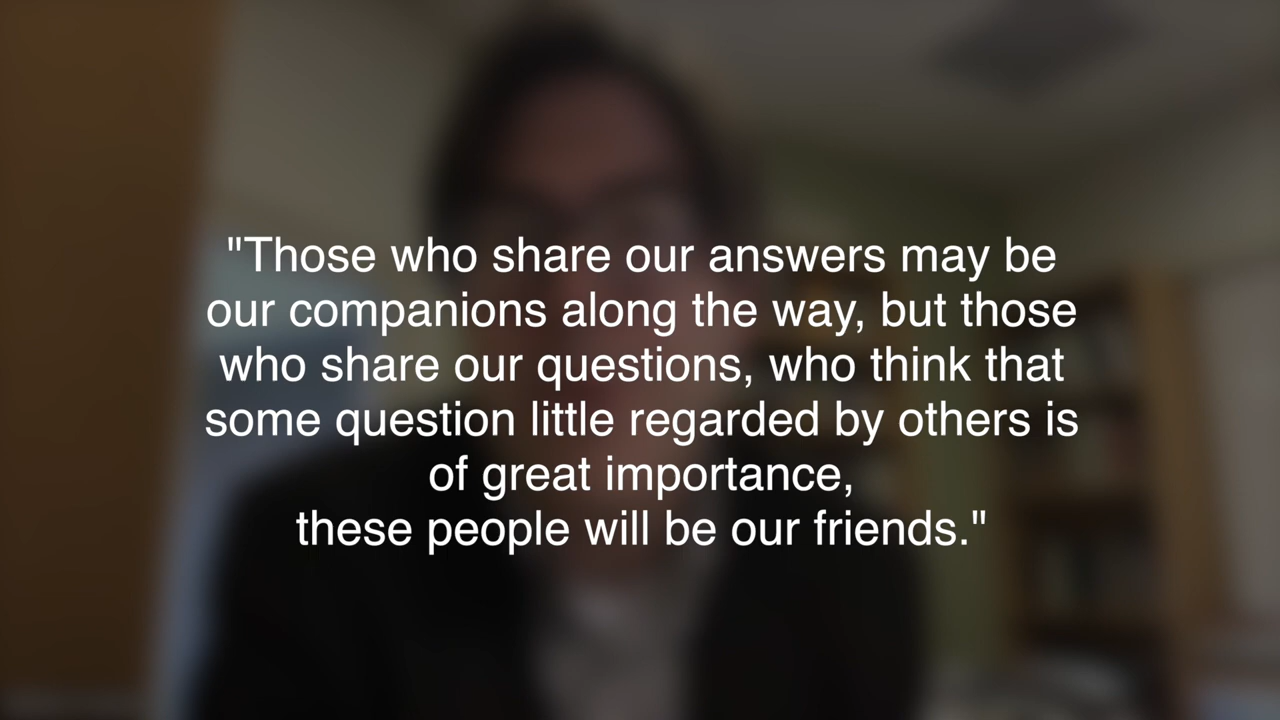 "Those who share our answers may be
our companions along the way, but those
who share our questions, who think that
some question little regarded by others is
of great importance,
these people will be our friends."